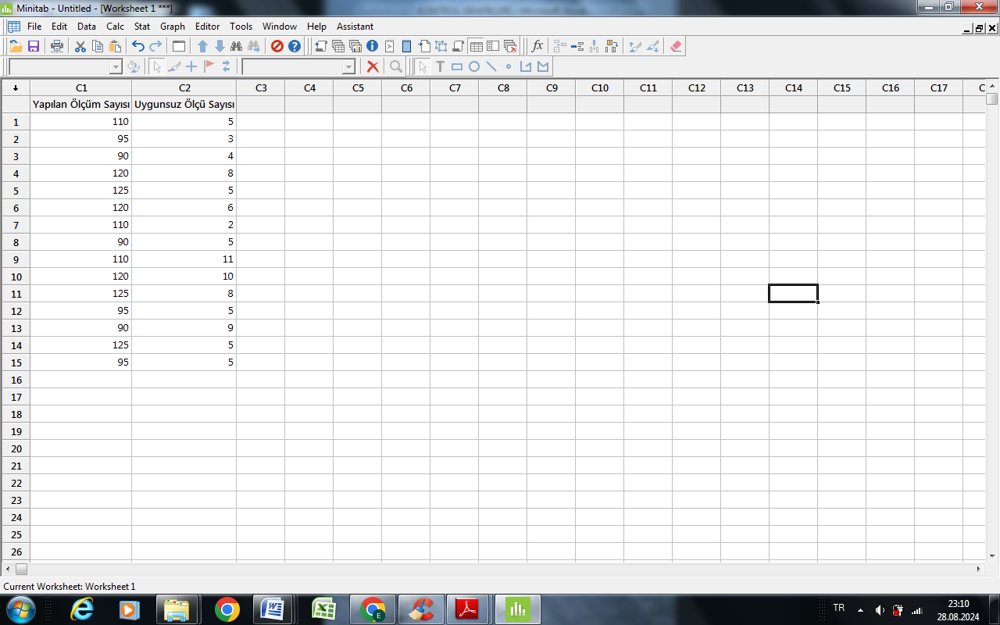 Minitab - Untitled - [Worksheet 1 ***]
File Edit Data Calc Stat Graph Editor Tools Window Help Assistant
C1 C2 C3 C4 C5 C6 C7 C8 C9 C10 C11 C12 C13 C14 C15 C16 C17 C
Yapılan Ölçüm Sayısı Uygunsuz Ölçü Sayısı
1 110 5
2 95 3
3 90 4
4 120 8
5 125 5
6 120 6
7 110 2
8 90 5
9 110 11
10 120 10
11 125 8
12 95 5
13 90 9
14 125 5
15 95 5
16
17
18
19
20
21
22
23
24
25
26
Current Worksheet: Worksheet 1
TR 23:10
28.08.2024